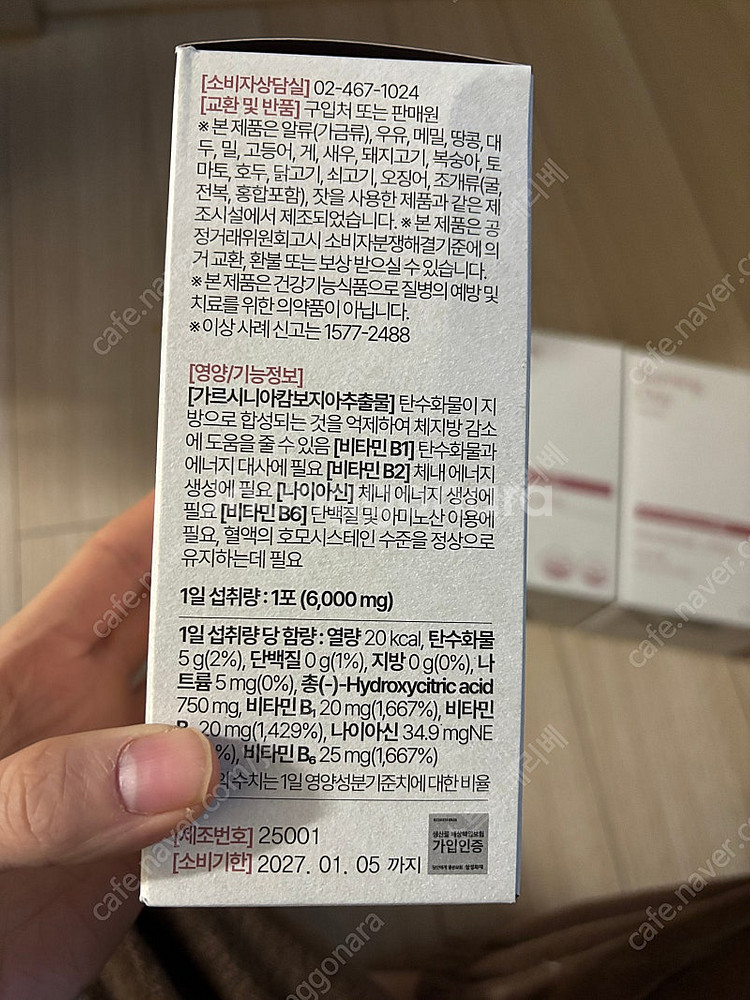 [소비자상담실] 02-467-1024
[교환 및 반품] 구입처 또는 판매원
※ 본 제품은 알류(가금류), 우유, 메밀, 땅콩, 대
두, 밀, 고등어, 게, 새우, 돼지고기, 복숭아, 토
마토, 호두, 닭고기, 쇠고기, 오징어, 조개류(굴,
전복, 홍합포함), 잣을 사용한 제품과 같은 제
조시설에서 제조되었습니다. ※ 본 제품은 공
정거래위원회고시 소비자분쟁해결기준에 의
거 교환, 환불 또는 보상 받으실 수 있습니다.
※ 본 제품은 건강기능식품으로 질병의 예방 및
치료를 위한 의약품이 아닙니다.
※ 이상 사례 신고는 1577-2488
[영양/기능정보]
[가르시니아캄보지아추출물] 탄수화물이 지
방으로 합성되는 것을 억제하여 체지방 감소
에 도움을 줄 수 있음 [비타민 B1] 탄수화물과
에너지 대사에 필요 [비타민 B2] 체내 에너지
생성에 필요 [나이아신] 체내 에너지 생성에
필요 [비타민 B6] 단백질 및 아미노산 이용에
필요, 혈액의 호모시스테인 수준을 정상으로
유지하는데 필요
1일 섭취량 : 1포 (6,000 mg)
1일 섭취량 당 함량 : 열량 20 kcal, 탄수화물
5 g(2%), 단백질 0 g(1%), 지방 0 g(0%), 나
트륨 5 mg(0%), 총(-)-Hydroxycitric acid
750 mg, 비타민 B₁ 20 mg(1,667%), 비타민
20 mg(1,429%), 나이아신 34.9 mgNE
%), 비타민 B₆ 25 mg(1,667%)
의 수치는 1일 영양성분기준치에 대한 비율
[제조번호] 25001
[소비기한] 2027. 01. 05 까지
생산물 배상책임보험
가입인증
cafe.naver.com